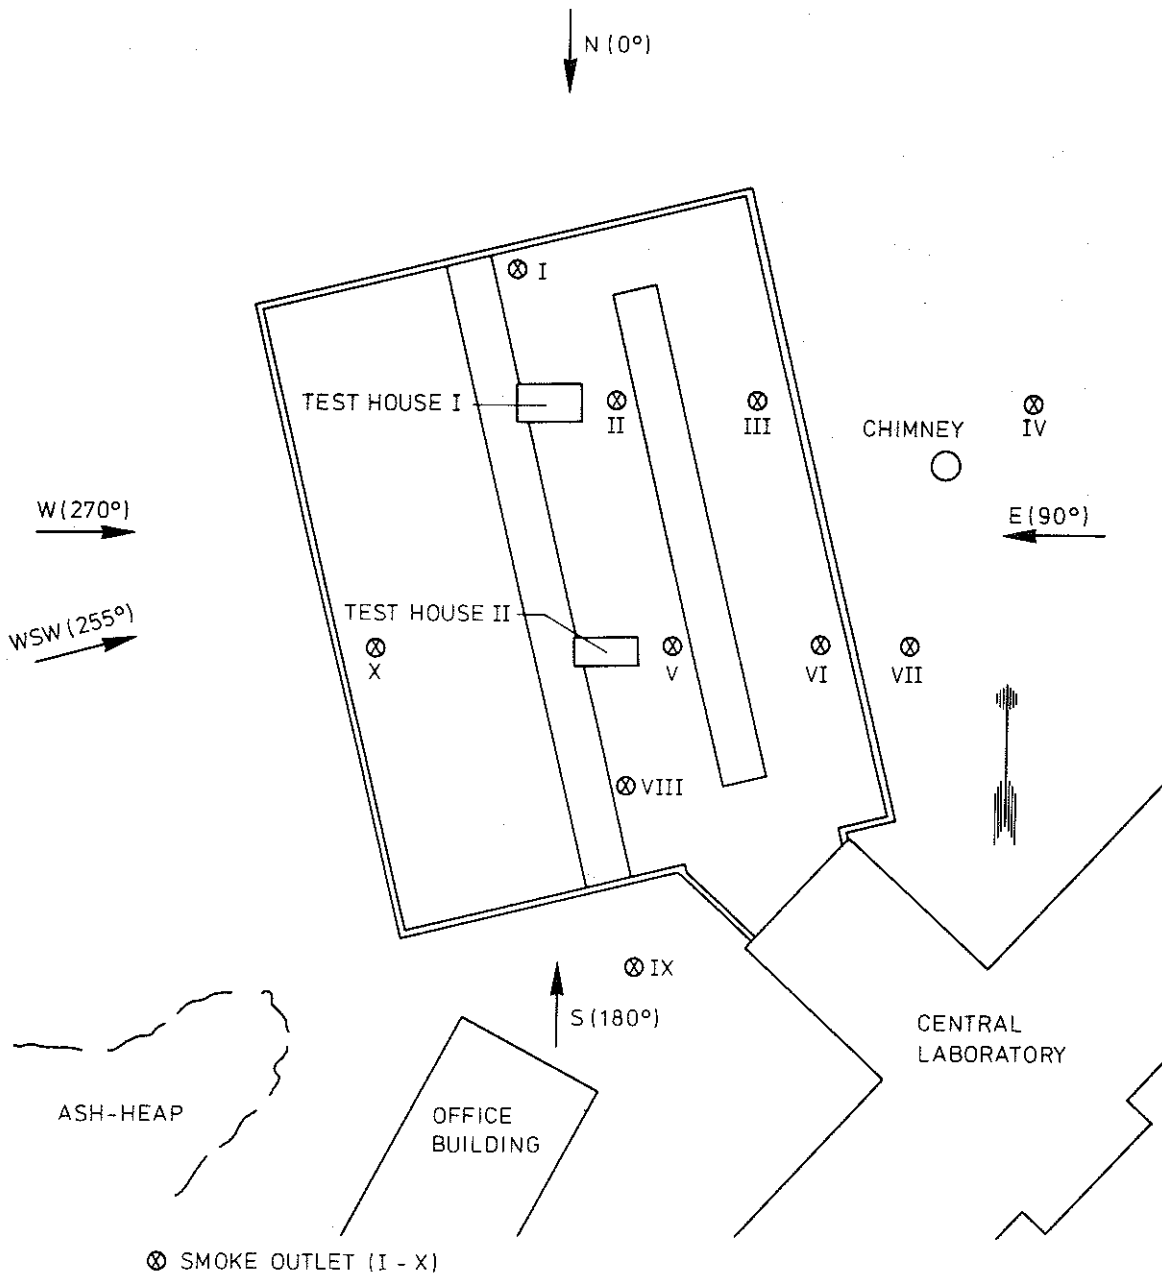 N (0°)
I
TEST HOUSE I
II
III
IV
CHIMNEY
W (270°)
E (90°)
WSW (255°)
TEST HOUSE II
X
V
VI
VII
VIII
IX
S (180°)
CENTRAL
LABORATORY
ASH-HEAP
OFFICE
BUILDING
SMOKE OUTLET (I - X)